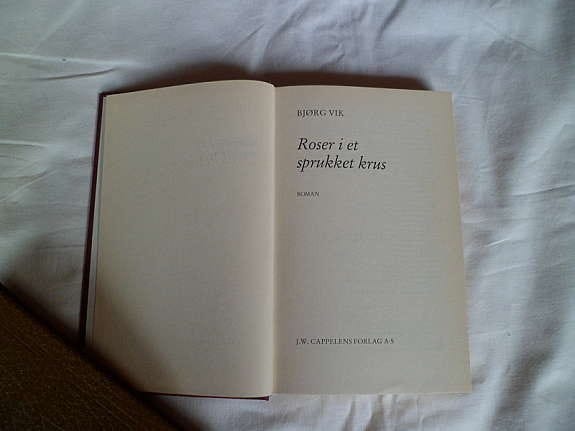 BJØRG VIK
Roser i et
sprukket krus
ROMAN
J.W. CAPPELENS FORLAG A·S